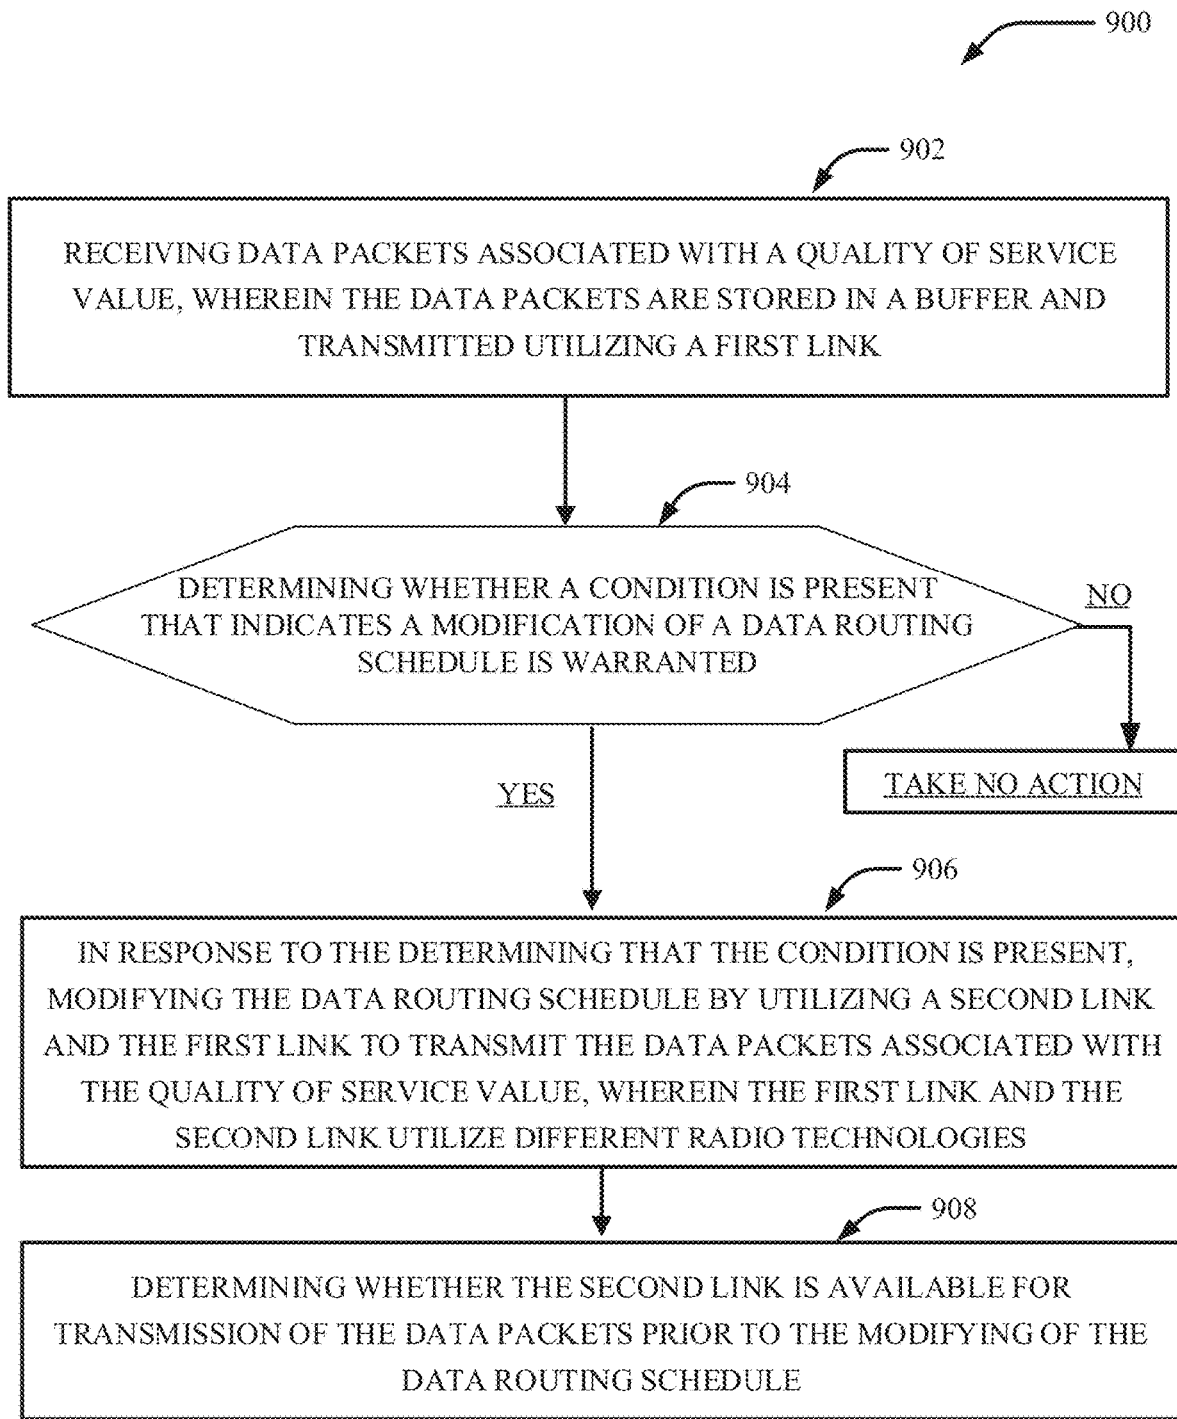 900
902
RECEIVING DATA PACKETS ASSOCIATED WITH A QUALITY OF SERVICE
VALUE, WHEREIN THE DATA PACKETS ARE STORED IN A BUFFER AND
TRANSMITTED UTILIZING A FIRST LINK
904
DETERMINING WHETHER A CONDITION IS PRESENT
THAT INDICATES A MODIFICATION OF A DATA ROUTING
SCHEDULE IS WARRANTED
NO
TAKE NO ACTION
YES
906
IN RESPONSE TO THE DETERMINING THAT THE CONDITION IS PRESENT,
MODIFYING THE DATA ROUTING SCHEDULE BY UTILIZING A SECOND LINK
AND THE FIRST LINK TO TRANSMIT THE DATA PACKETS ASSOCIATED WITH
THE QUALITY OF SERVICE VALUE, WHEREIN THE FIRST LINK AND THE
SECOND LINK UTILIZE DIFFERENT RADIO TECHNOLOGIES
908
DETERMINING WHETHER THE SECOND LINK IS AVAILABLE FOR
TRANSMISSION OF THE DATA PACKETS PRIOR TO THE MODIFYING OF THE
DATA ROUTING SCHEDULE